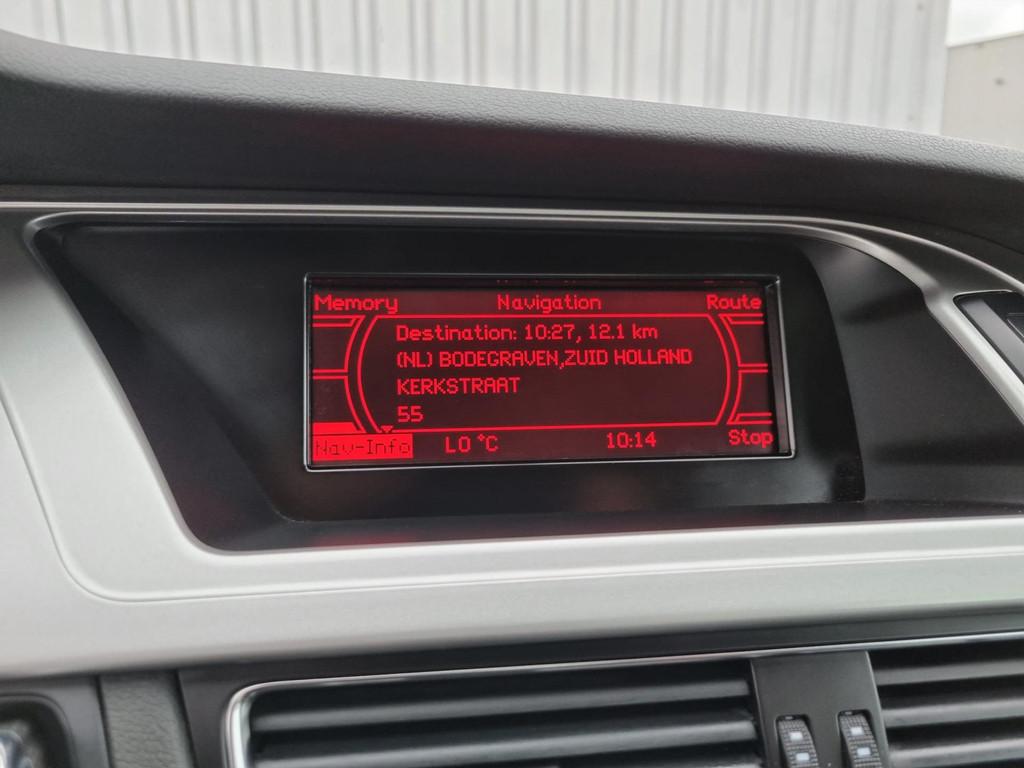 Memory Navigation Route
Destination: 10:27, 12.1 km
(NL) BODEGRAVEN,ZUID HOLLAND
KERKSTRAAT
55
Nav-Info LO °C 10:14 Stop